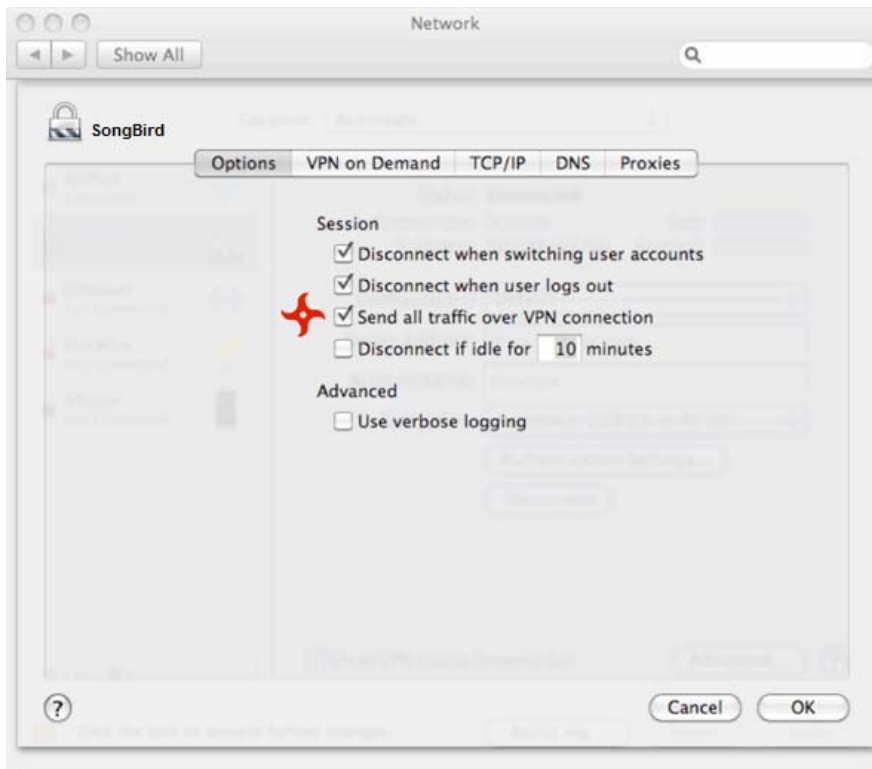 Network
Show All
SongBird
Options VPN on Demand TCP/IP DNS Proxies
Session
Disconnect when switching user accounts
Disconnect when user logs out
Send all traffic over VPN connection
Disconnect if idle for 10 minutes
Advanced
Use verbose logging
? Cancel OK